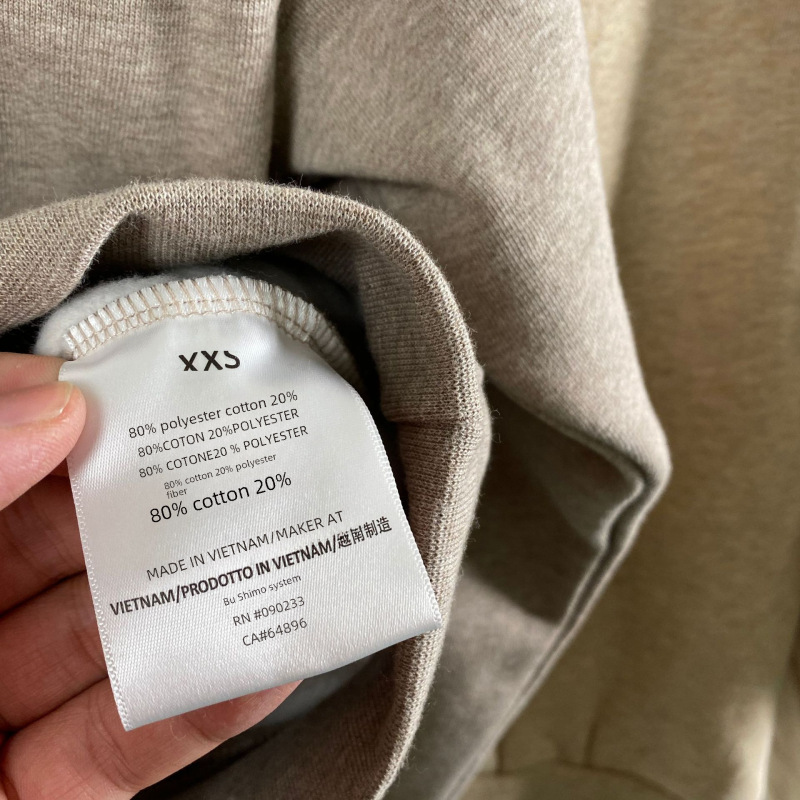 XXS
80% polyester cotton 20%
80%COTON 20%POLYESTER
80% COTONE20 % POLYESTER
80% cotton 20% polyester
fiber
80% cotton 20%
MADE IN VIETNAM/MAKER AT
VIETNAM/PRODOTTO IN VIETNAM/越南制造
Bu Shimo system
RN #090233
CA#64896